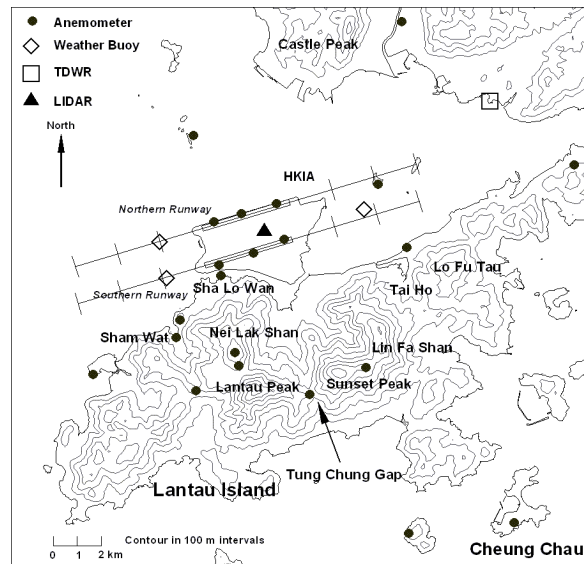 Anemometer
Weather Buoy
TDWR
LIDAR
North
Castle Peak
HKIA
Northern Runway
Southern Runway
Sha Lo Wan
Lo Fu Tau
Tai Ho
Sham Wat
Nei Lak Shan
Lin Fa Shan
Lantau Peak
Sunset Peak
Tung Chung Gap
Lantau Island
Contour in 100 m intervals
0 1 2 km
Cheung Chau